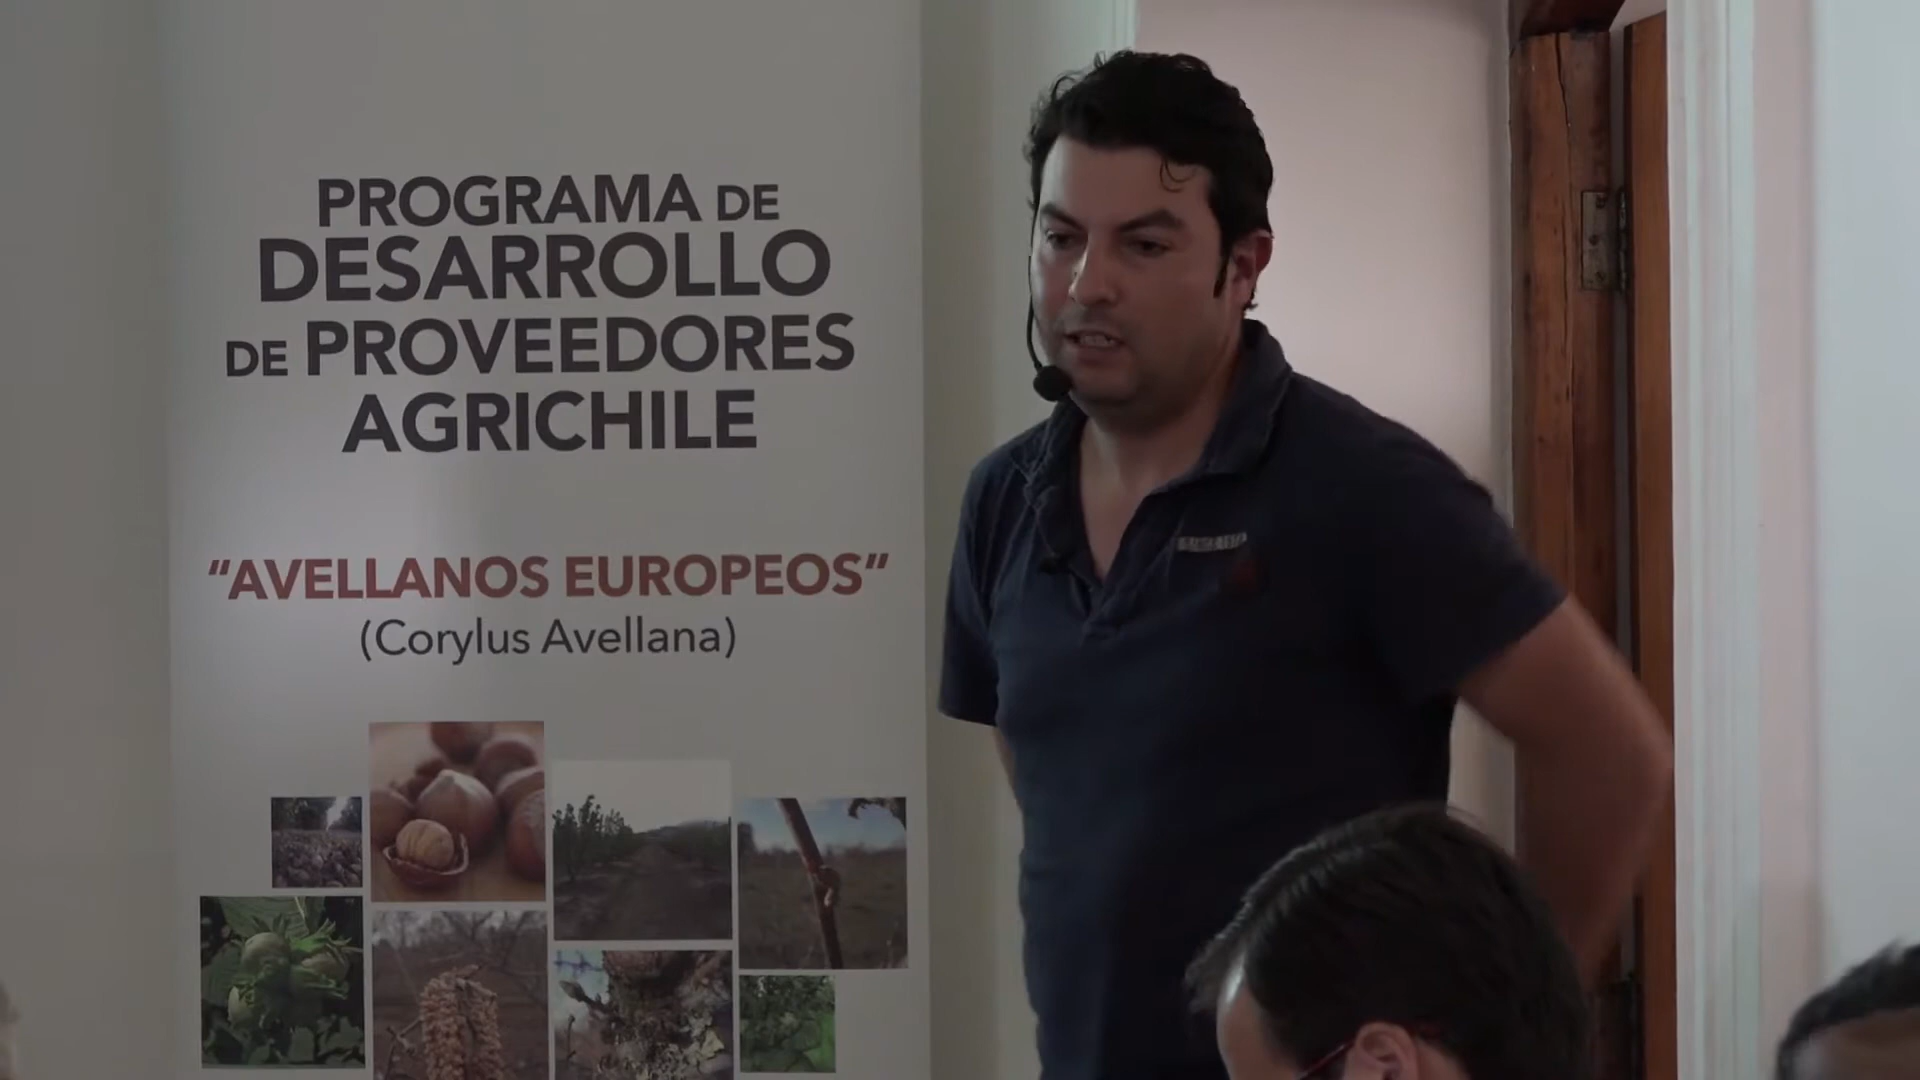 PROGRAMA DE
DESARROLLO
DE PROVEEDORES
AGRICHILE
“AVELLANOS EUROPEOS”
(Corylus Avellana)